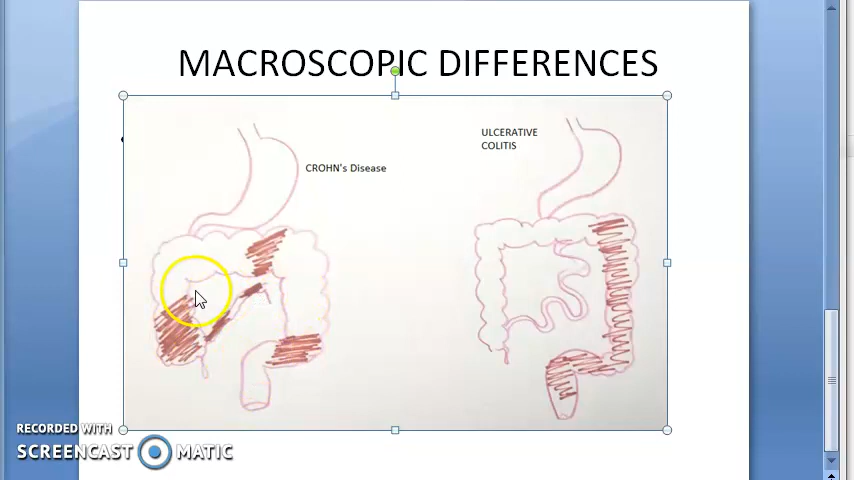 MACROSCOPIC DIFFERENCES
ULCERATIVE
COLITIS
CROHN's Disease
RECORDED WITH
SCREENCAST MATIC